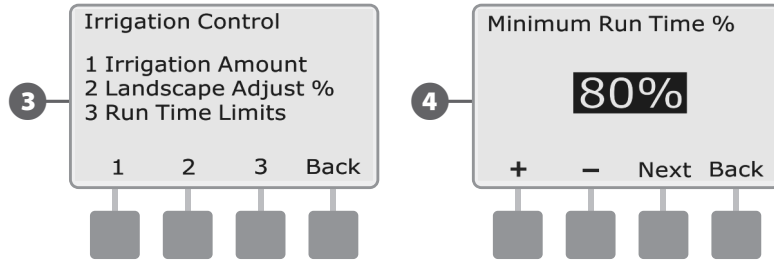 3
Irrigation Control
1 Irrigation Amount
2 Landscape Adjust %
3 Run Time Limits
1 2 3 Back
4
Minimum Run Time %
80%
+ – Next Back